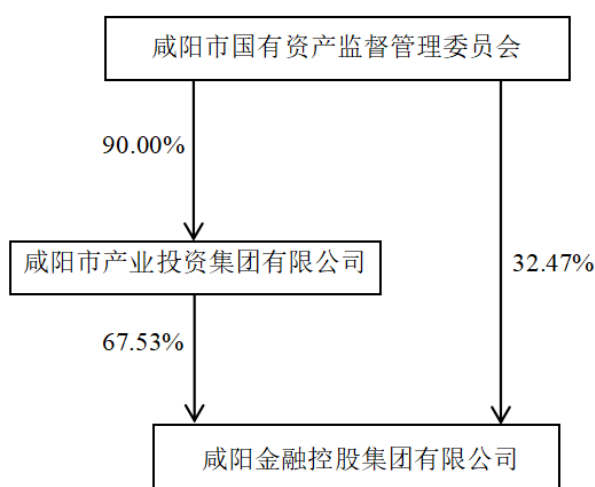 咸阳市国有资产监督管理委员会
90.00%
咸阳市产业投资集团有限公司
32.47%
67.53%
咸阳金融控股集团有限公司